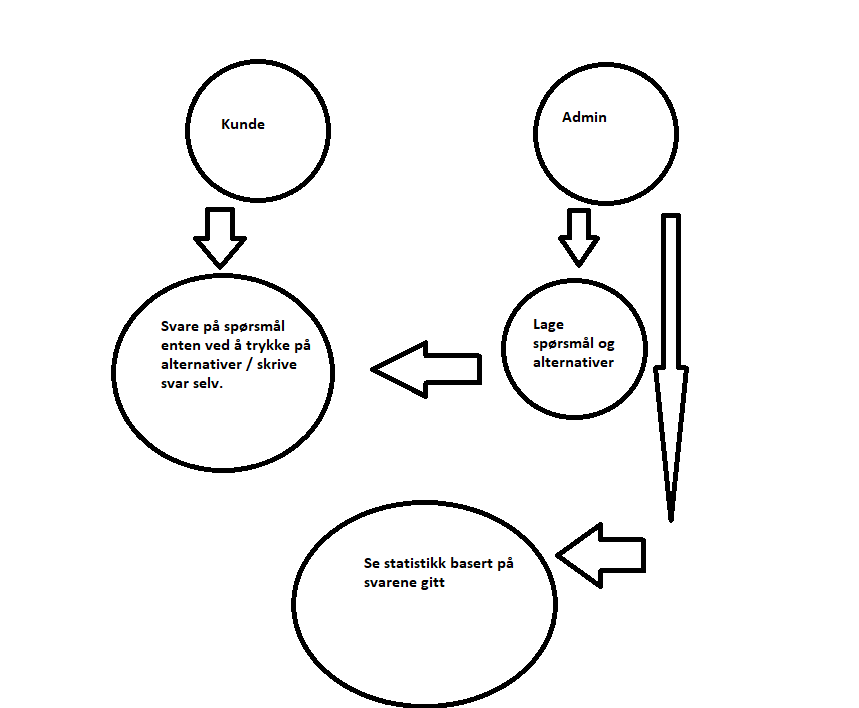 Kunde
Admin
Svare på spørsmål
enten ved å trykke på
alternativer / skrive
svar selv.
Lage
spørsmål og
alternativer
Se statistikk basert på
svarene gitt